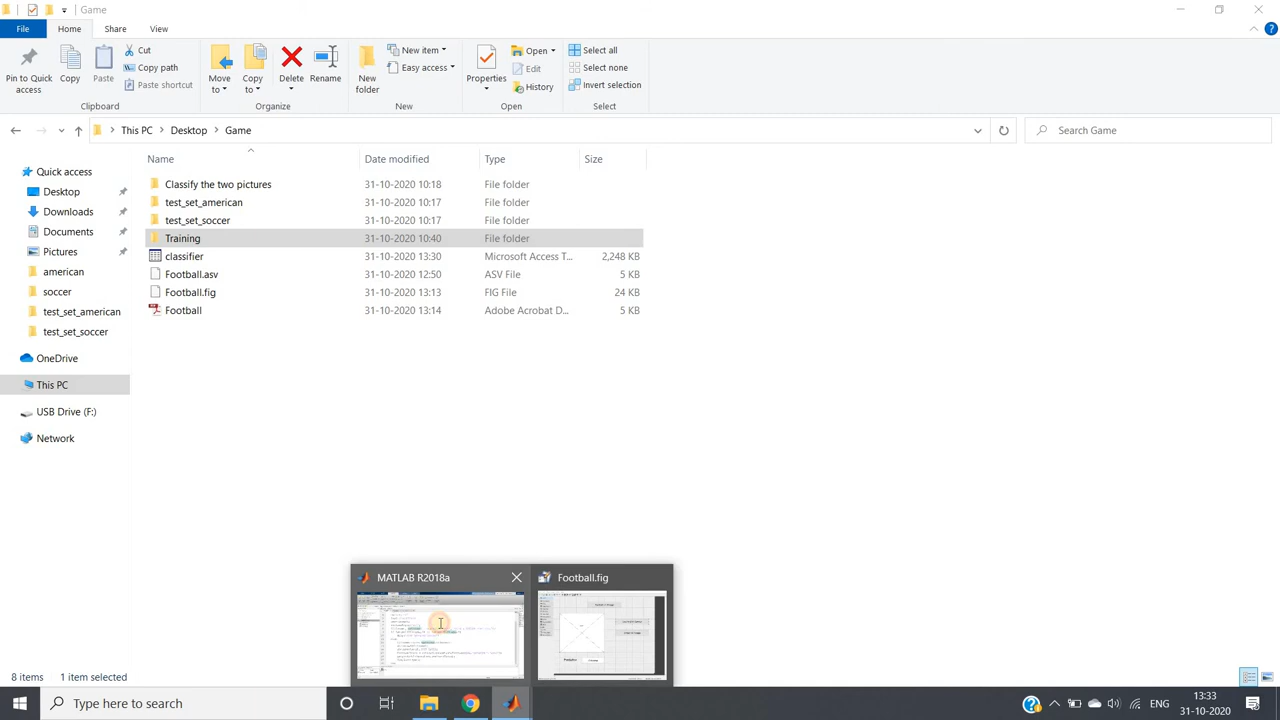 Game
File
Home
Share
View
Pin to Quick
access
Copy
Paste
Cut
Copy path
Paste shortcut
Clipboard
Move
to
Copy
to
Delete
Rename
Organize
New
folder
New item
Easy access
New
Properties
Open
Edit
History
Open
Select all
Select none
Invert selection
Select
This PC
Desktop
Game
Search Game
Name
Date modified
Type
Size
Classify the two pictures 31-10-2020 10:18 File folder
test_set_american 31-10-2020 10:17 File folder
test_set_soccer 31-10-2020 10:17 File folder
Training 31-10-2020 10:40 File folder
classifier 31-10-2020 13:30 Microsoft Access T... 2,248 KB
Football.asv 31-10-2020 12:50 ASV File 5 KB
Football.fig 31-10-2020 13:13 FIG File 24 KB
Football 31-10-2020 13:14 Adobe Acrobat D... 5 KB
Quick access
Desktop
Downloads
Documents
Pictures
american
soccer
test_set_american
test_set_soccer
OneDrive
This PC
USB Drive (F:)
Network
MATLAB R2018a
Football.fig
8 items
1 item selected
Type here to search
ENG
13:33
31-10-2020